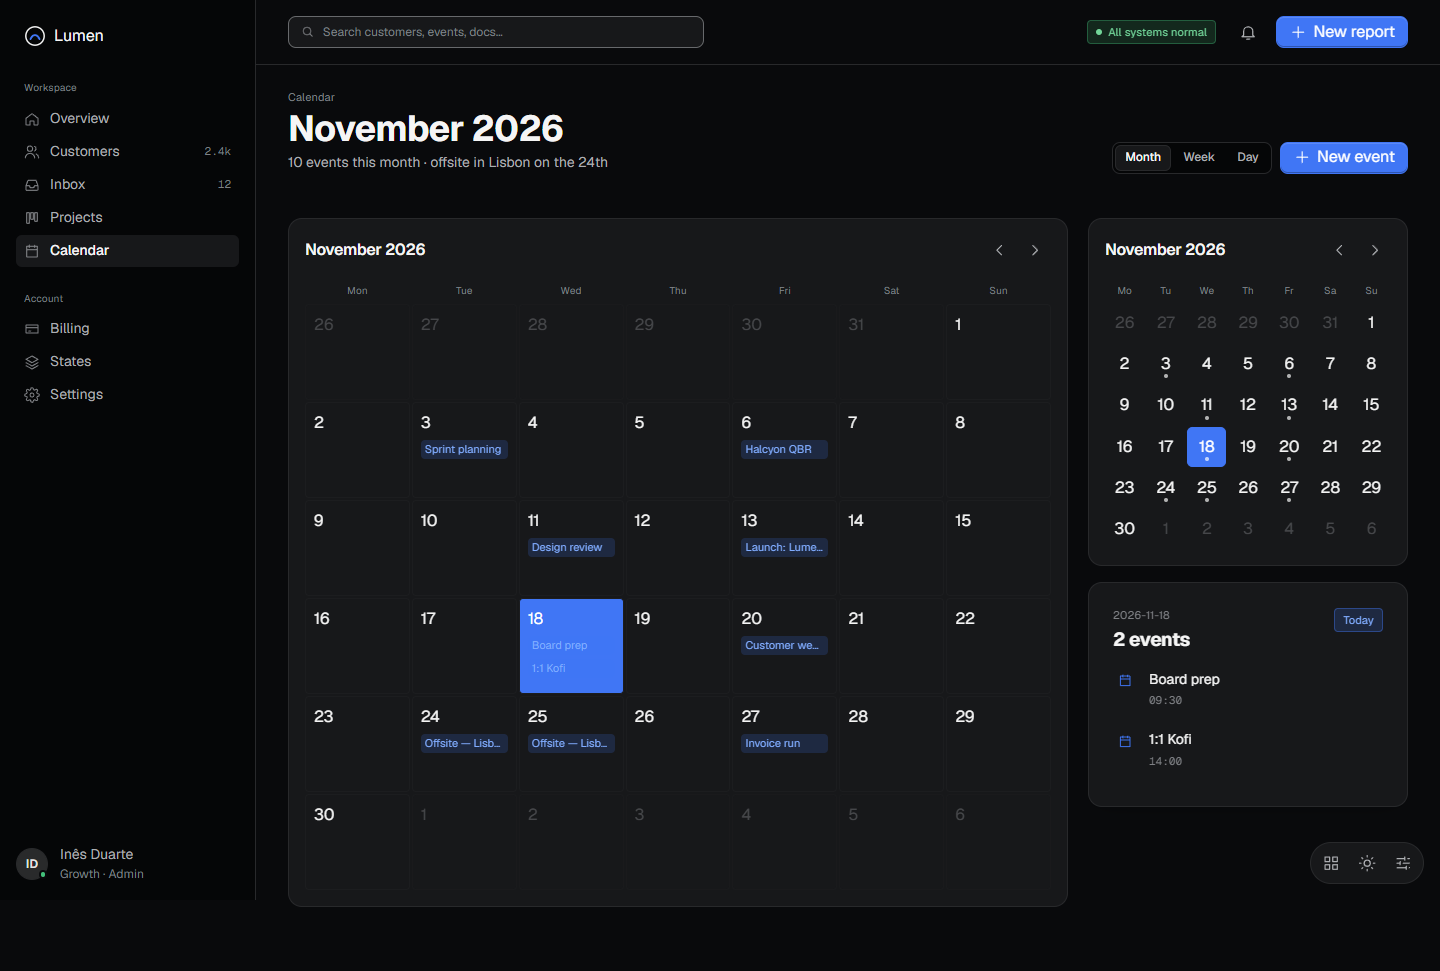 Lumen
Workspace
Overview
Customers 2.4k
Inbox 12
Projects
Calendar
Account
Billing
States
Settings
ID
Inês Duarte
Growth · Admin
Search customers, events, docs…
All systems normal
New report
Calendar
November 2026
10 events this month · offsite in Lisbon on the 24th
Month Week Day
New event
November 2026
Mon Tue Wed Thu Fri Sat Sun
26 27 28 29 30 31 1
2 3 4 5 6 7 8
Sprint planning Halcyon QBR
9 10 11 12 13 14 15
Design review Launch: Lume…
16 17 18 19 20 21 22
Board prep Customer we…
1:1 Kofi
23 24 25 26 27 28 29
Offsite — Lisb… Offsite — Lisb… Invoice run
30 1 2 3 4 5 6
November 2026
Mo Tu We Th Fr Sa Su
26 27 28 29 30 31 1
2 3 4 5 6 7 8
9 10 11 12 13 14 15
16 17 18 19 20 21 22
23 24 25 26 27 28 29
30 1 2 3 4 5 6
2026-11-18
Today
2 events
Board prep
09:30
1:1 Kofi
14:00